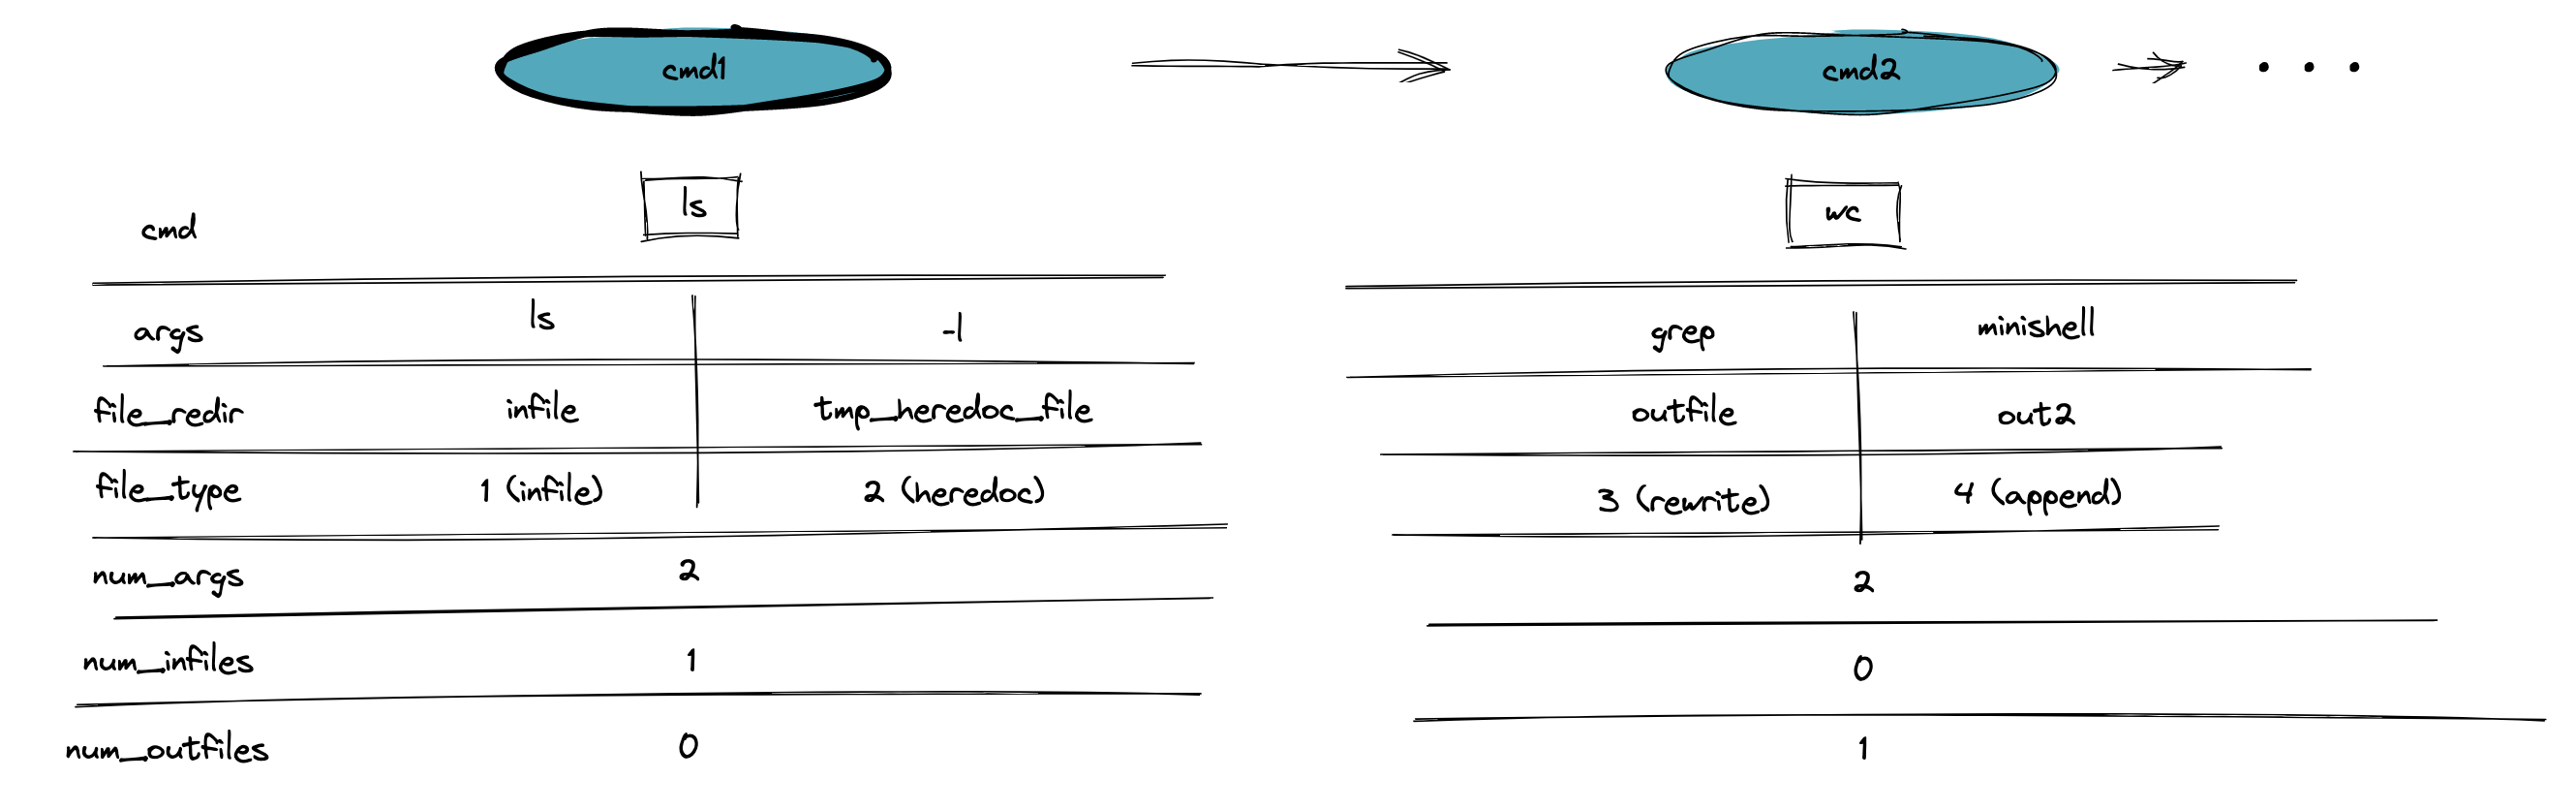 cmd1 cmd2 • • •
cmd ls wc
args ls -l grep minishell
file_redir infile tmp_heredoc_file outfile out2
file_type 1 (infile) 2 (heredoc) 3 (rewrite) 4 (append)
num_args 2 2
num_infiles 1 0
num_outfiles 0 1